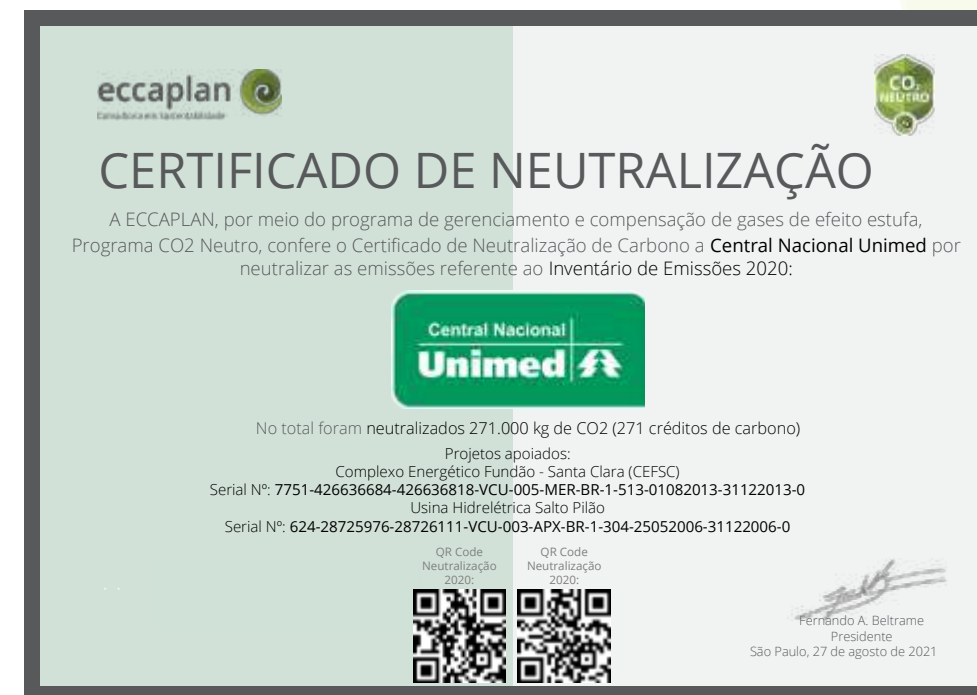 eccaplan
Consultoria em Sustentabilidade
CO2
NEUTRO
CERTIFICADO DE NEUTRALIZAÇÃO
A ECCAPLAN, por meio do programa de gerenciamento e compensação de gases de efeito estufa,
Programa CO2 Neutro, confere o Certificado de Neutralização de Carbono a Central Nacional Unimed por
neutralizar as emissões referente ao Inventário de Emissões 2020:
Central Nacional
Unimed
No total foram neutralizados 271.000 kg de CO2 (271 créditos de carbono)
Projetos apoiados:
Complexo Energético Fundão - Santa Clara (CEFSC)
Serial Nº: 7751-426636684-426636818-VCU-005-MER-BR-1-513-01082013-31122013-0
Usina Hidrelétrica Salto Pilão
Serial Nº: 624-28725976-28726111-VCU-003-APX-BR-1-304-25052006-31122006-0
QR Code
Neutralização
2020:
QR Code
Neutralização
2020:
Fernando A. Beltrame
Presidente
São Paulo, 27 de agosto de 2021